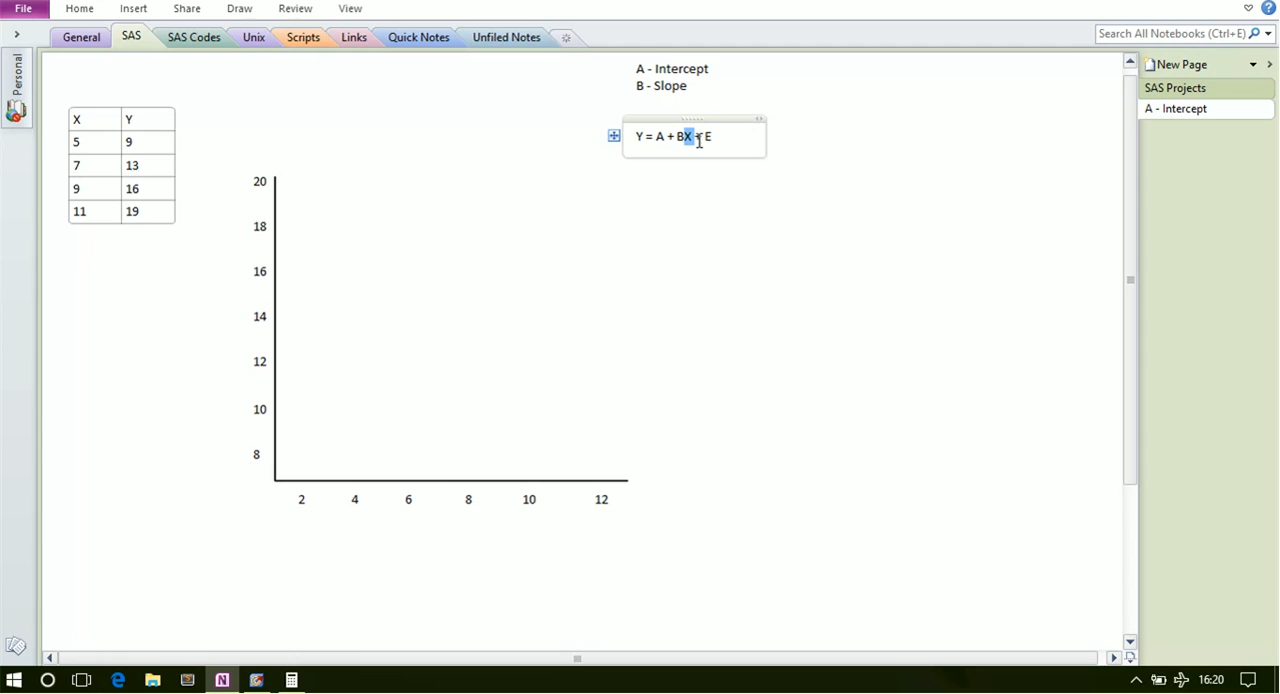 File Home Insert Share Draw Review View
General SAS SAS Codes Unix Scripts Links Quick Notes Unfiled Notes
Search All Notebooks (Ctrl+E)
Personal
New Page
SAS Projects
A - Intercept
A - Intercept
B - Slope
Y = A + BX + E
X Y
5 9
7 13
9 16
11 19
20
18
16
14
12
10
8
2 4 6 8 10 12
16:20